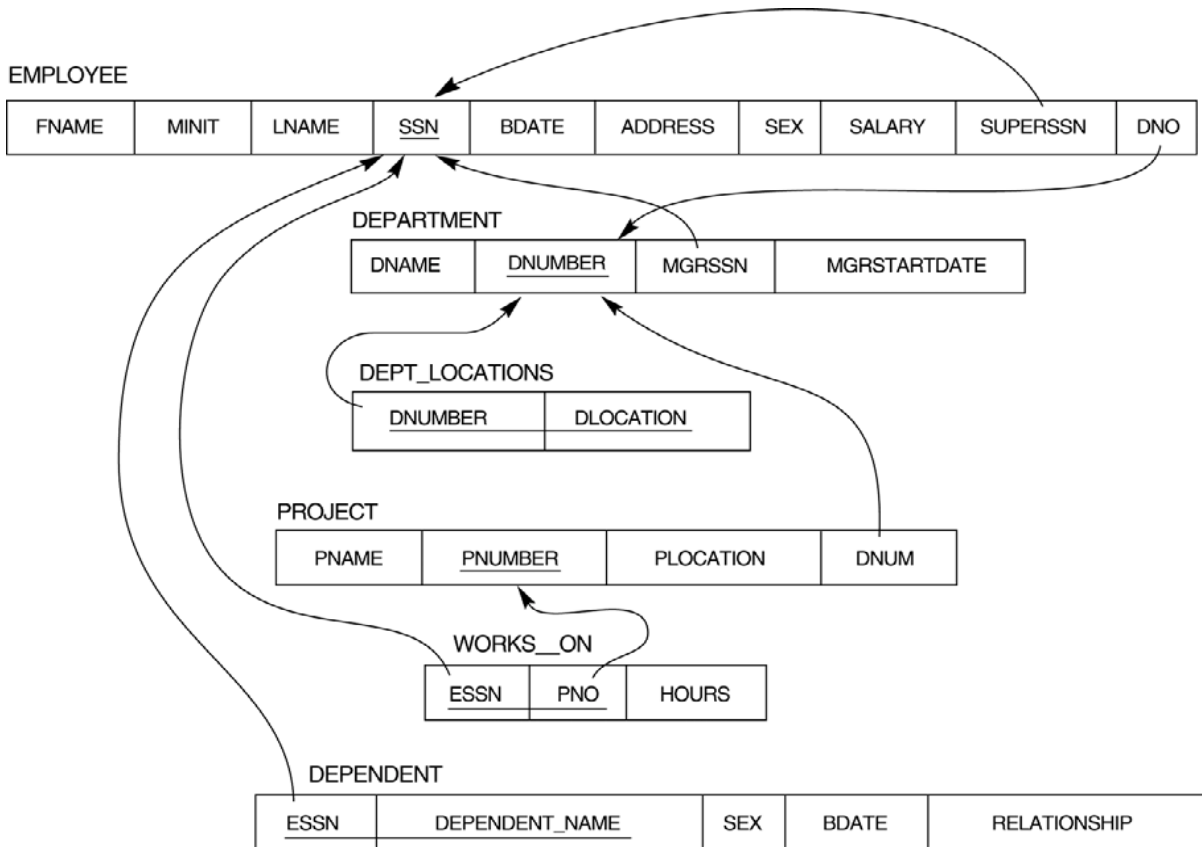 EMPLOYEE
FNAME MINIT LNAME SSN BDATE ADDRESS SEX SALARY SUPERSSN DNO
DEPARTMENT
DNAME DNUMBER MGRSSN MGRSTARTDATE
DEPT_LOCATIONS
DNUMBER DLOCATION
PROJECT
PNAME PNUMBER PLOCATION DNUM
WORKS__ON
ESSN PNO HOURS
DEPENDENT
ESSN DEPENDENT_NAME SEX BDATE RELATIONSHIP